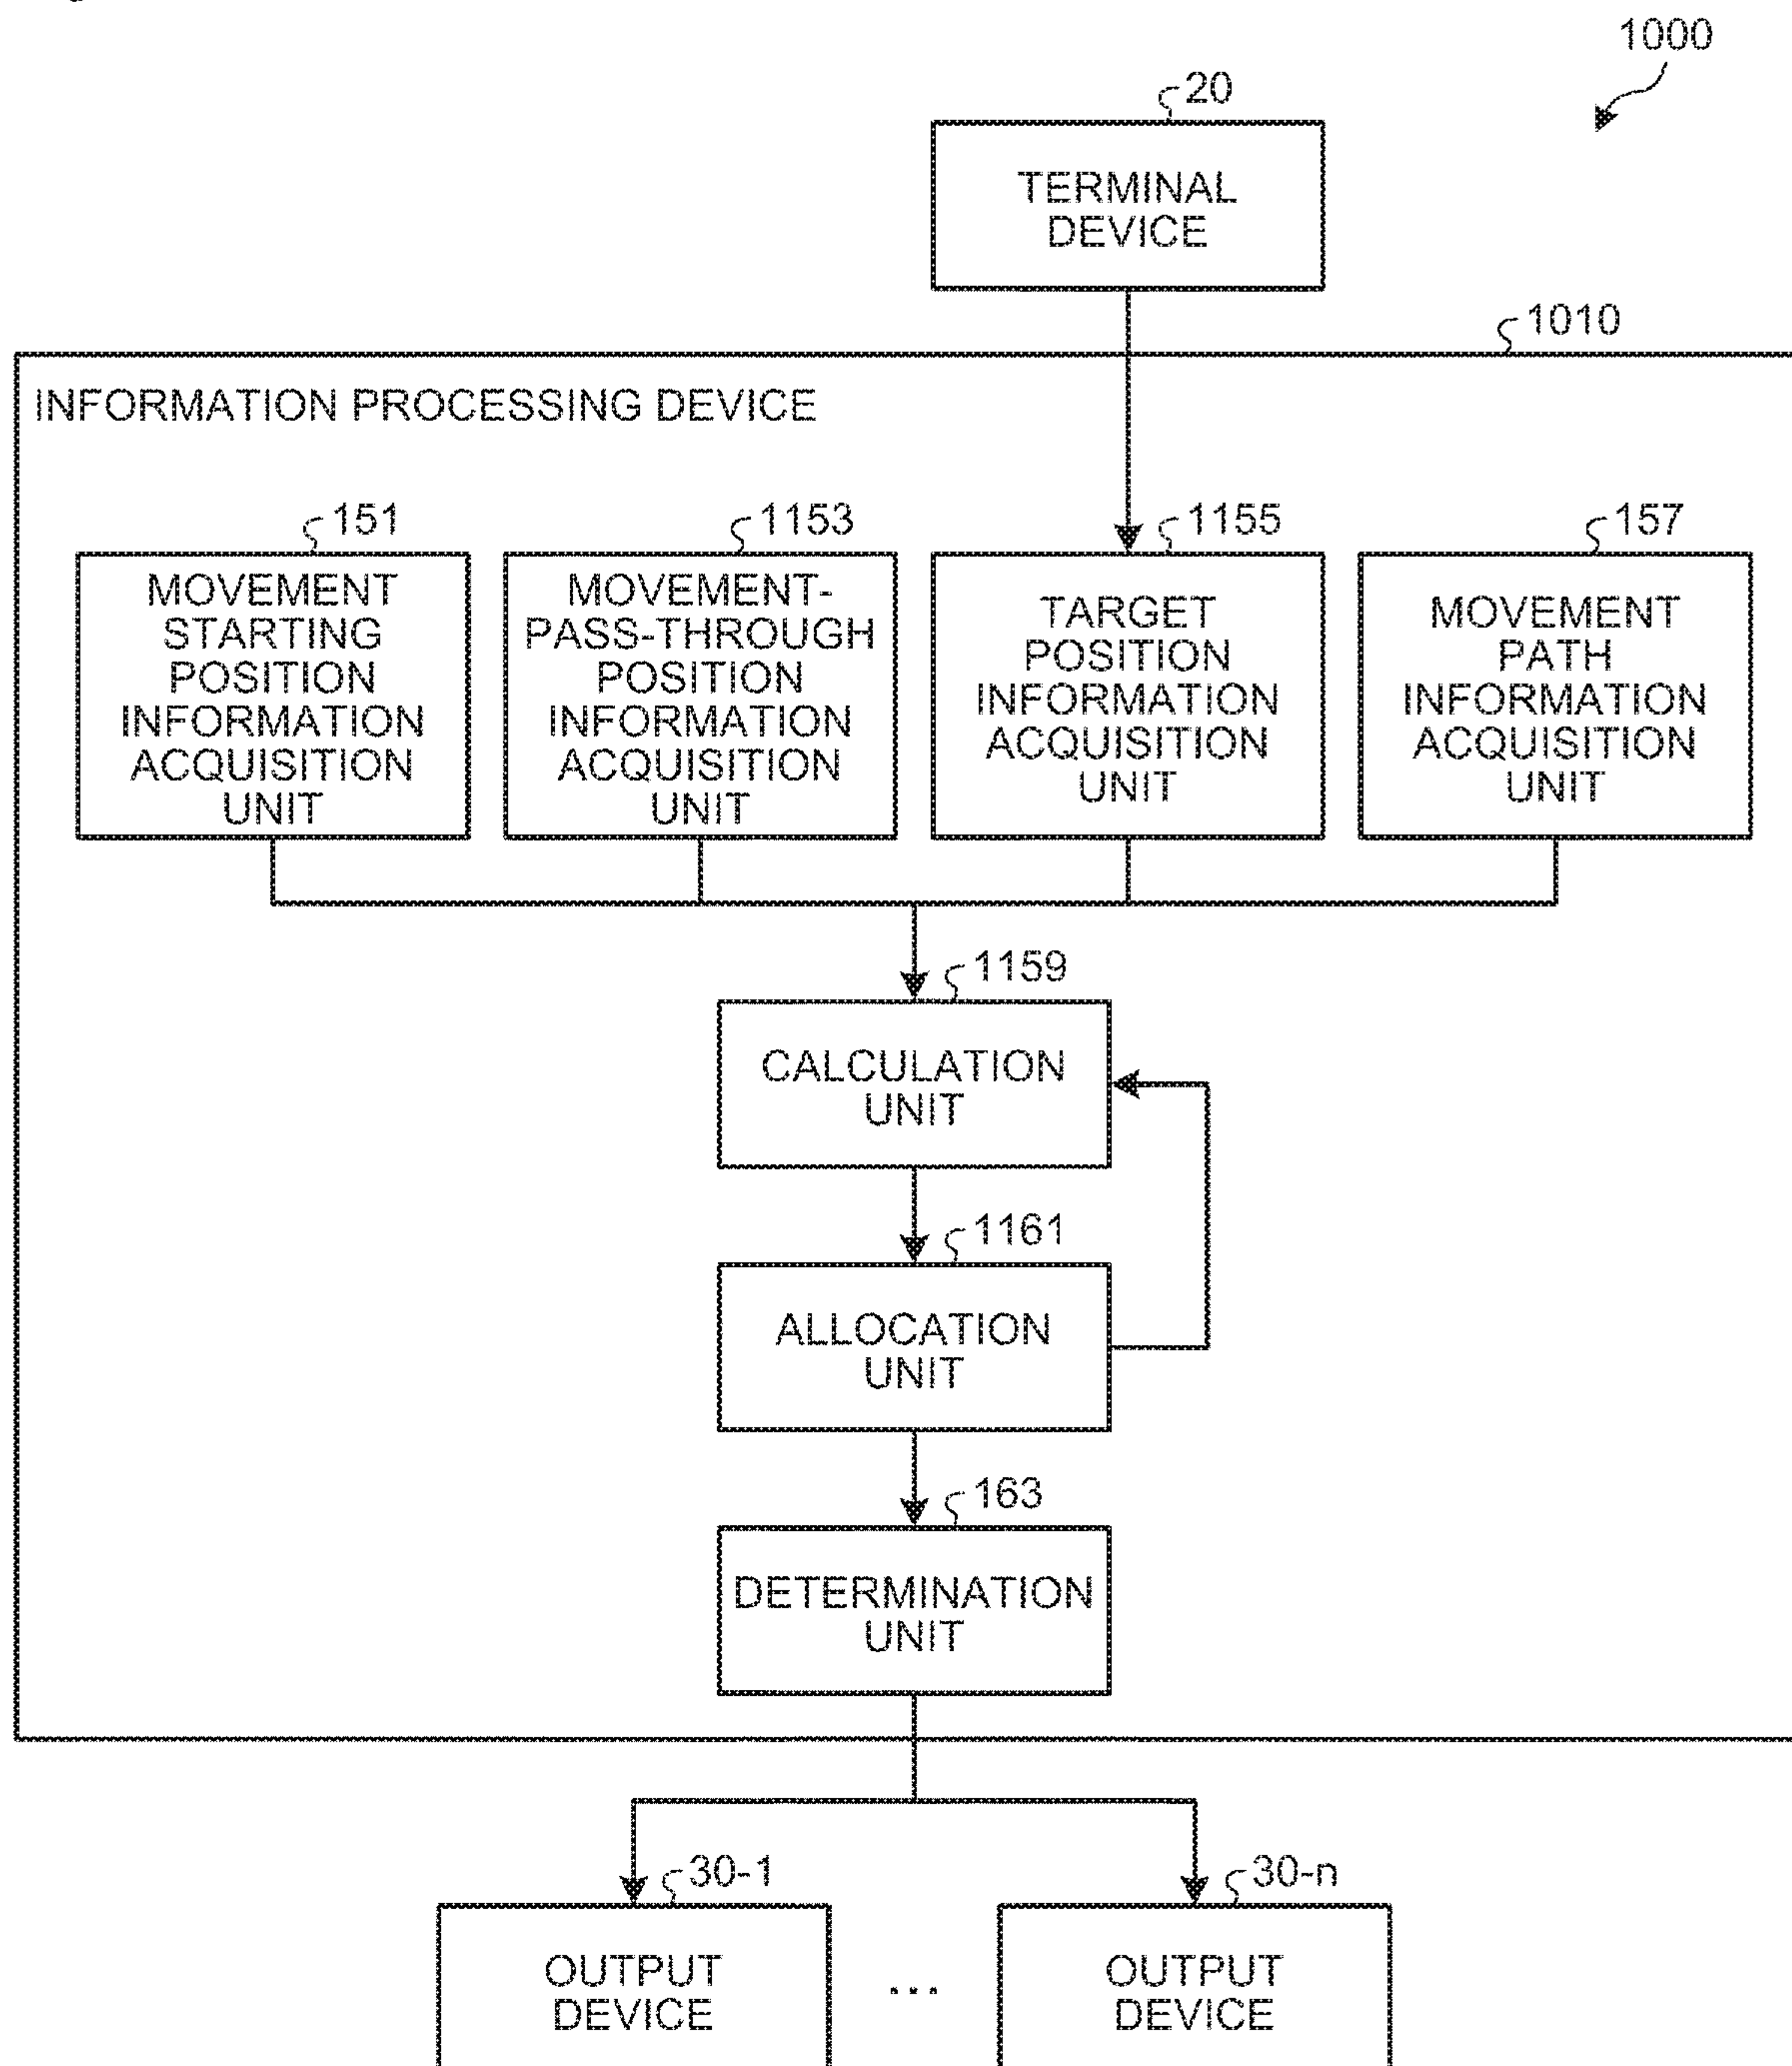 1000
20
TERMINAL
DEVICE
1010
INFORMATION PROCESSING DEVICE
151
MOVEMENT
STARTING
POSITION
INFORMATION
ACQUISITION
UNIT
1153
MOVEMENT-
PASS-THROUGH
POSITION
INFORMATION
ACQUISITION
UNIT
1155
TARGET
POSITION
INFORMATION
ACQUISITION
UNIT
157
MOVEMENT
PATH
INFORMATION
ACQUISITION
UNIT
1159
CALCULATION
UNIT
1161
ALLOCATION
UNIT
163
DETERMINATION
UNIT
30-1
OUTPUT
DEVICE
...
30-n
OUTPUT
DEVICE